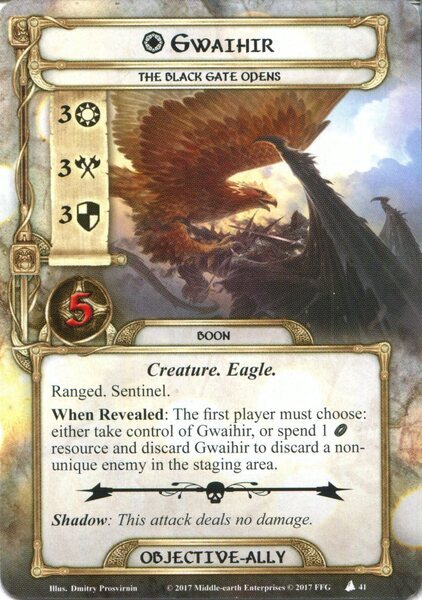 Gwaihir
The Black Gate Opens
3
3
3
5
Boon
Creature. Eagle.
Ranged. Sentinel.
When Revealed: The first player must choose:
either take control of Gwaihir, or spend 1
resource and discard Gwaihir to discard a non-
unique enemy in the staging area.
Shadow: This attack deals no damage.
Objective-Ally
Illus. Dmitry Prosvirnin © 2017 Middle-earth Enterprises © 2017 FFG 41